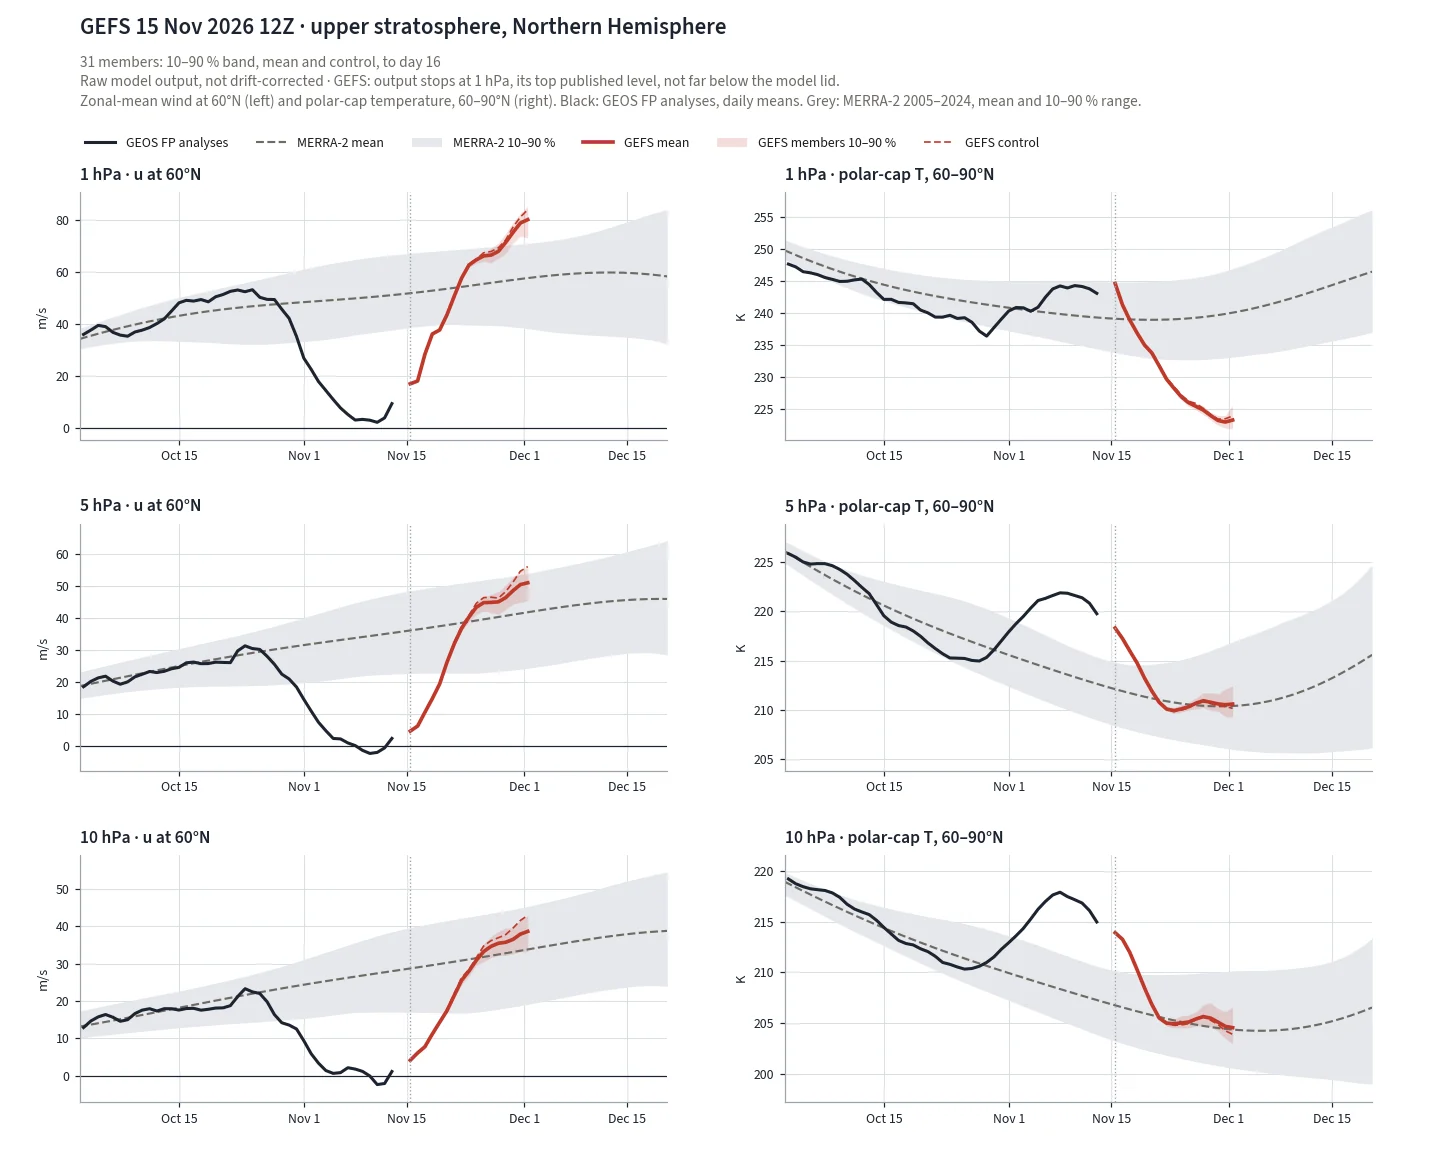 GEFS 15 Nov 2026 12Z · upper stratosphere, Northern Hemisphere
31 members: 10–90 % band, mean and control, to day 16
Raw model output, not drift-corrected · GEFS: output stops at 1 hPa, its top published level, not far below the model lid.
Zonal-mean wind at 60°N (left) and polar-cap temperature, 60–90°N (right). Black: GEOS FP analyses, daily means. Grey: MERRA-2 2005–2024, mean and 10–90 % range.
GEOS FP analyses
MERRA-2 mean
MERRA-2 10–90 %
GEFS mean
GEFS members 10–90 %
GEFS control
1 hPa · u at 60°N
80
60
40
20
0
m/s
Oct 15
Nov 1
Nov 15
Dec 1
Dec 15
1 hPa · polar-cap T, 60–90°N
255
250
245
240
235
230
225
K
Oct 15
Nov 1
Nov 15
Dec 1
Dec 15
5 hPa · u at 60°N
60
50
40
30
20
10
0
m/s
Oct 15
Nov 1
Nov 15
Dec 1
Dec 15
5 hPa · polar-cap T, 60–90°N
225
220
215
210
205
K
Oct 15
Nov 1
Nov 15
Dec 1
Dec 15
10 hPa · u at 60°N
50
40
30
20
10
0
m/s
Oct 15
Nov 1
Nov 15
Dec 1
Dec 15
10 hPa · polar-cap T, 60–90°N
220
215
210
205
200
K
Oct 15
Nov 1
Nov 15
Dec 1
Dec 15